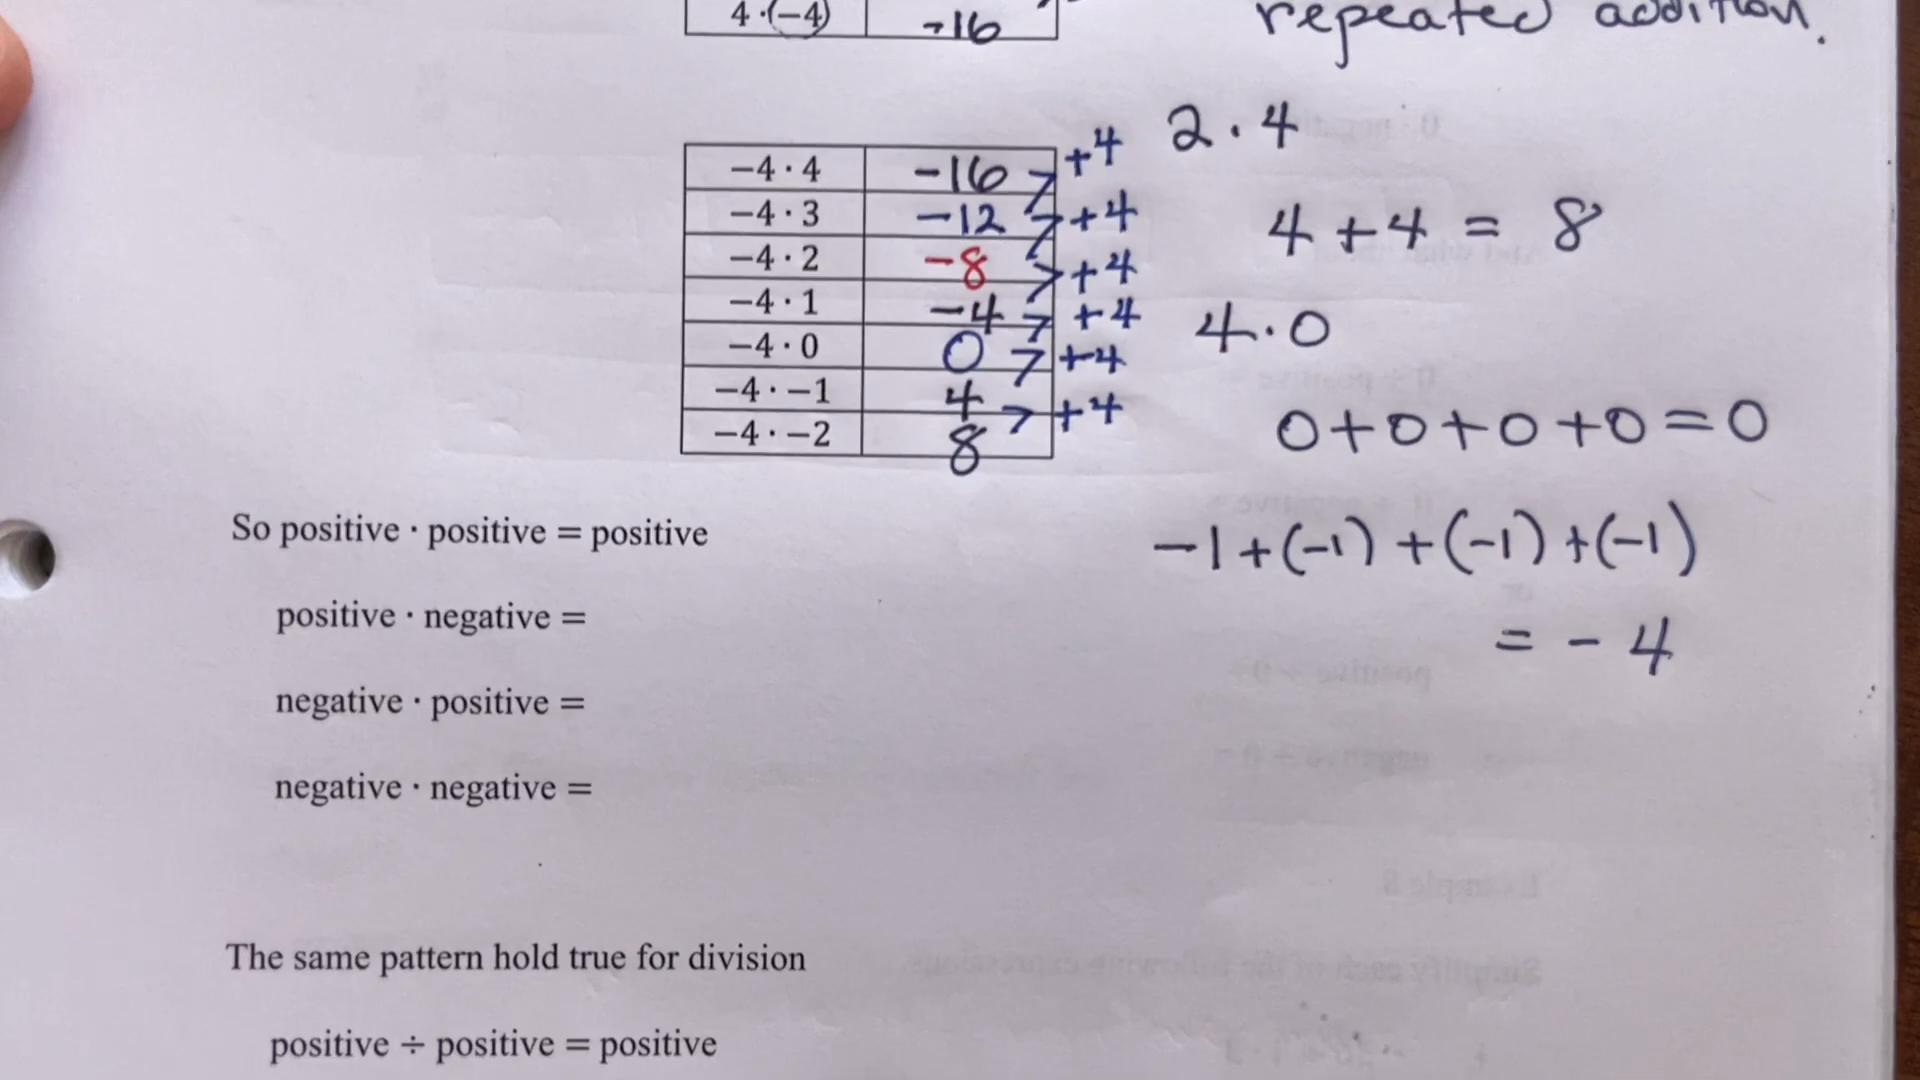 4 · (−4) -16
repeated addition.
2 · 4
−4 · 4 -16 +4
−4 · 3 -12 +4
4 + 4 = 8
−4 · 2 -8 +4
−4 · 1 -4 +4
4 · 0
−4 · 0 0 +4
−4 · −1 4 +4
−4 · −2 8
0 + 0 + 0 + 0 = 0
So positive · positive = positive
-1 + (-1) + (-1) + (-1)
= - 4
positive · negative =
negative · positive =
negative · negative =
The same pattern hold true for division
positive ÷ positive = positive